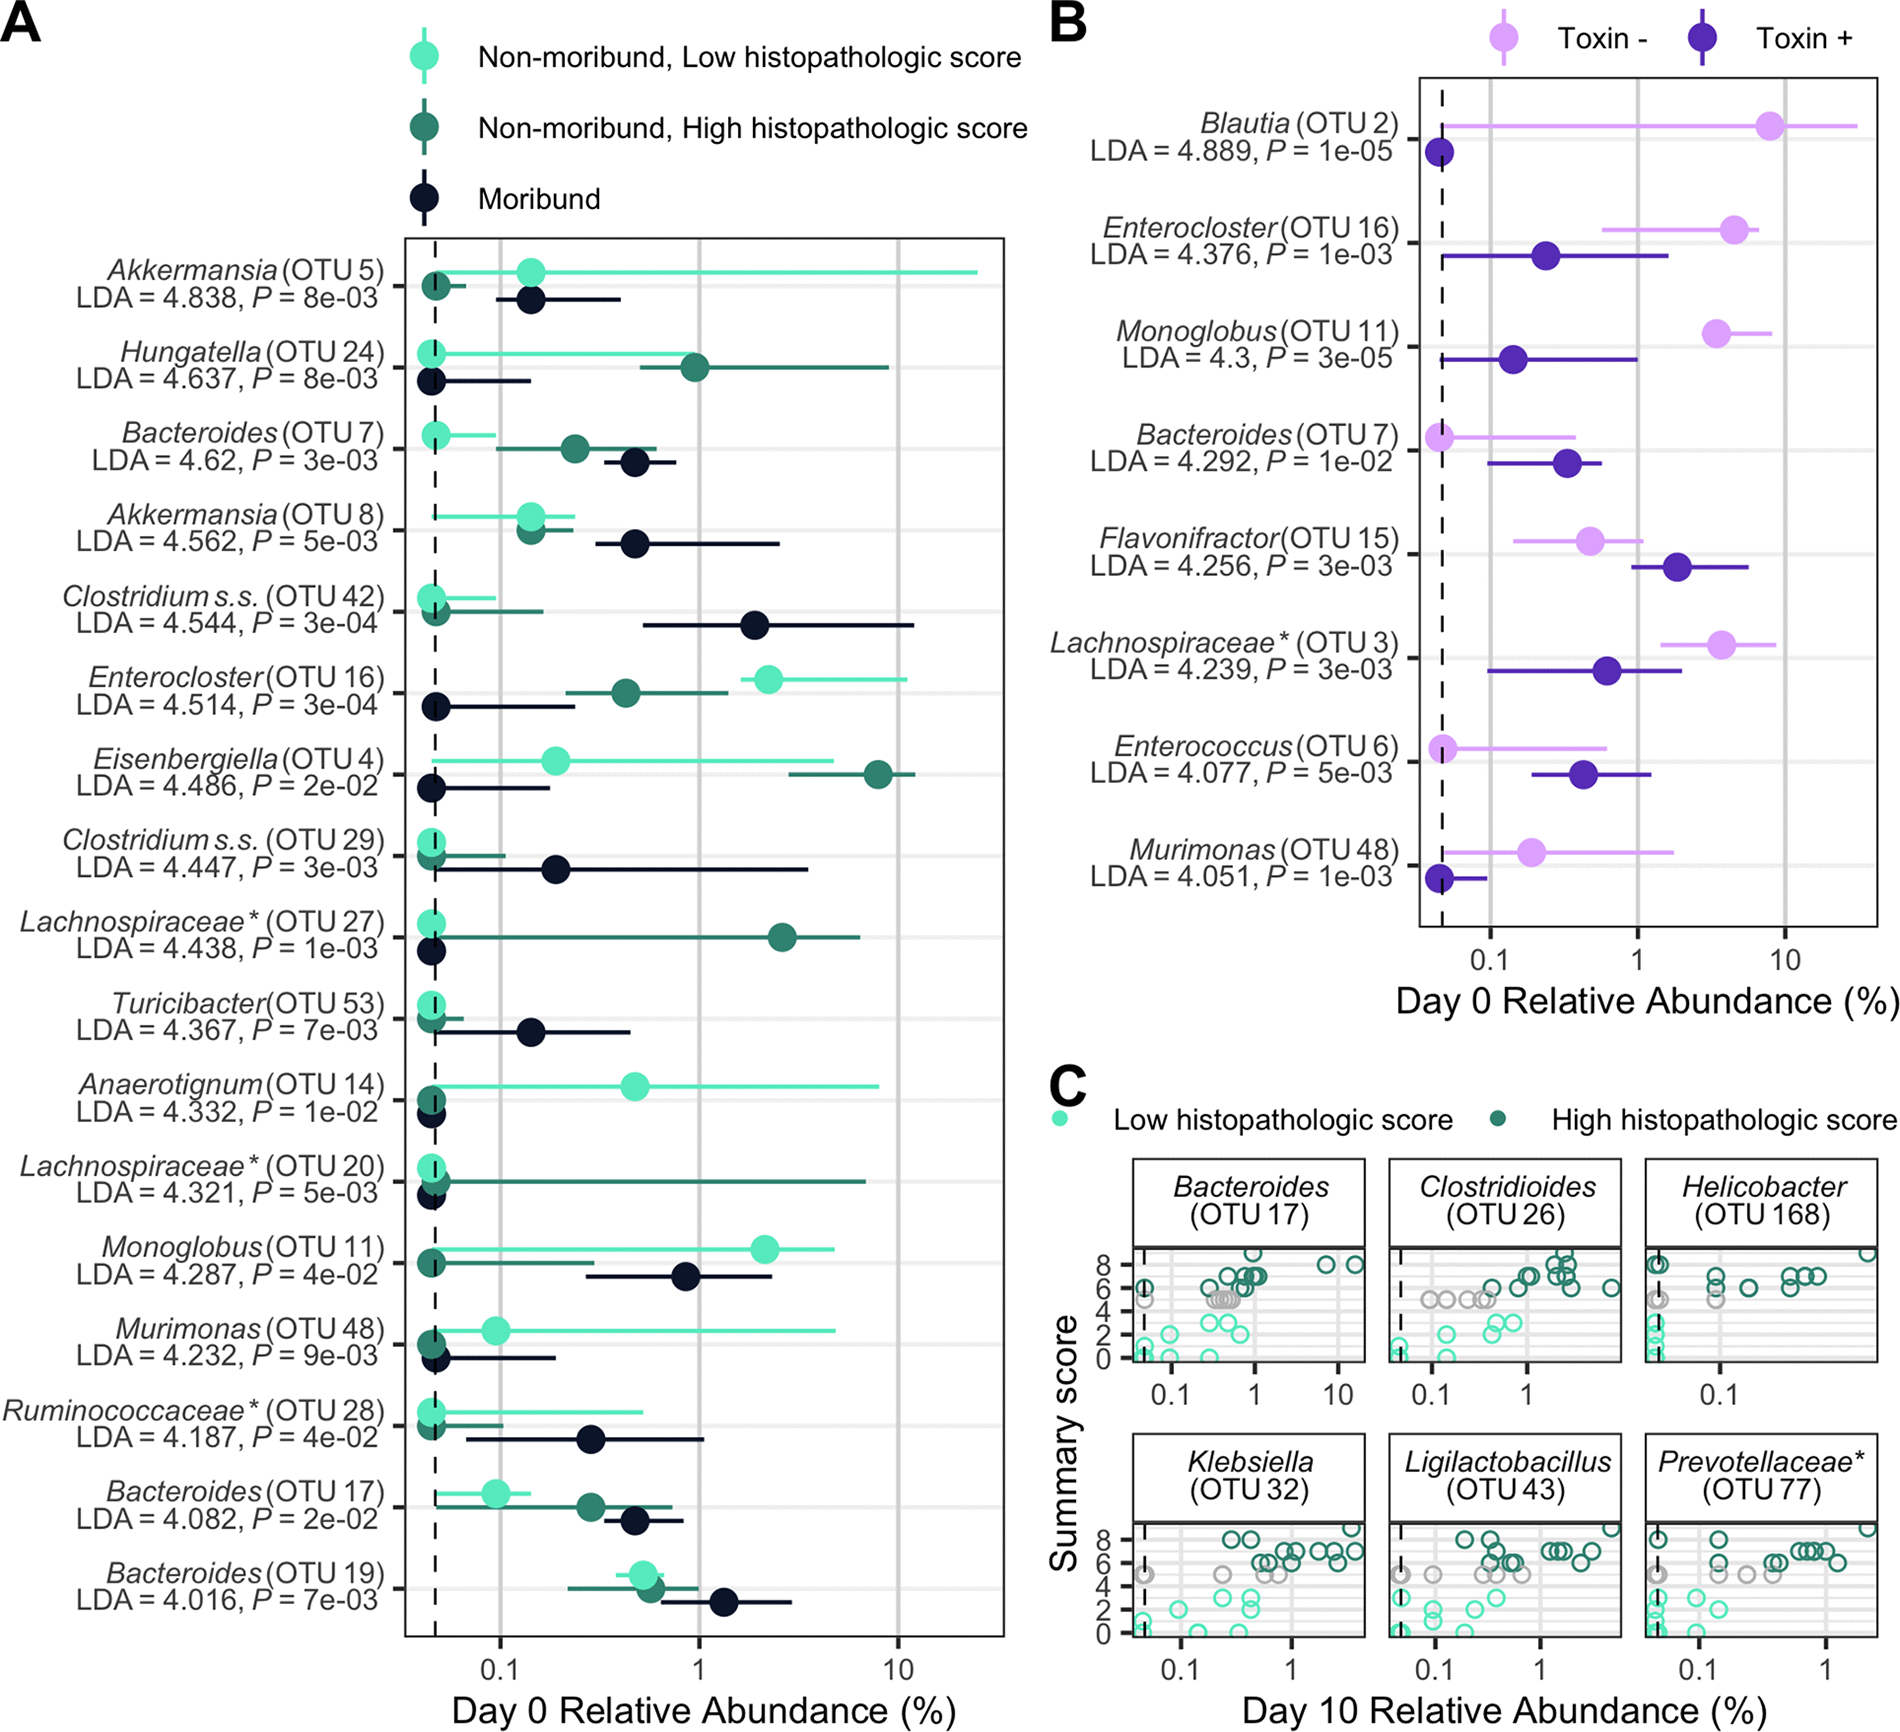 A
Non-moribund, Low histopathologic score
Non-moribund, High histopathologic score
Moribund
Akkermansia (OTU 5)
LDA = 4.838, P = 8e-03
Hungatella (OTU 24)
LDA = 4.637, P = 8e-03
Bacteroides (OTU 7)
LDA = 4.62, P = 3e-03
Akkermansia (OTU 8)
LDA = 4.562, P = 5e-03
Clostridium s.s. (OTU 42)
LDA = 4.544, P = 3e-04
Enterocloster (OTU 16)
LDA = 4.514, P = 3e-04
Eisenbergiella (OTU 4)
LDA = 4.486, P = 2e-02
Clostridium s.s. (OTU 29)
LDA = 4.447, P = 3e-03
Lachnospiraceae* (OTU 27)
LDA = 4.438, P = 1e-03
Turicibacter (OTU 53)
LDA = 4.367, P = 7e-03
Anaerotignum (OTU 14)
LDA = 4.332, P = 1e-02
Lachnospiraceae* (OTU 20)
LDA = 4.321, P = 5e-03
Monoglobus (OTU 11)
LDA = 4.287, P = 4e-02
Murimonas (OTU 48)
LDA = 4.232, P = 9e-03
Ruminococcaceae* (OTU 28)
LDA = 4.187, P = 4e-02
Bacteroides (OTU 17)
LDA = 4.082, P = 2e-02
Bacteroides (OTU 19)
LDA = 4.016, P = 7e-03
0.1 1 10
Day 0 Relative Abundance (%)
B
Toxin - Toxin +
Blautia (OTU 2)
LDA = 4.889, P = 1e-05
Enterocloster (OTU 16)
LDA = 4.376, P = 1e-03
Monoglobus (OTU 11)
LDA = 4.3, P = 3e-05
Bacteroides (OTU 7)
LDA = 4.292, P = 1e-02
Flavonifractor (OTU 15)
LDA = 4.256, P = 3e-03
Lachnospiraceae* (OTU 3)
LDA = 4.239, P = 3e-03
Enterococcus (OTU 6)
LDA = 4.077, P = 5e-03
Murimonas (OTU 48)
LDA = 4.051, P = 1e-03
0.1 1 10
Day 0 Relative Abundance (%)
C
Low histopathologic score High histopathologic score
Summary score
Bacteroides
(OTU 17)
Clostridioides
(OTU 26)
Helicobacter
(OTU 168)
8
6
4
2
0
0.1 1 10
0.1 1
0.1
Klebsiella
(OTU 32)
Ligilactobacillus
(OTU 43)
Prevotellaceae*
(OTU 77)
8
6
4
2
0
0.1 1
0.1 1
0.1 1
Day 10 Relative Abundance (%)